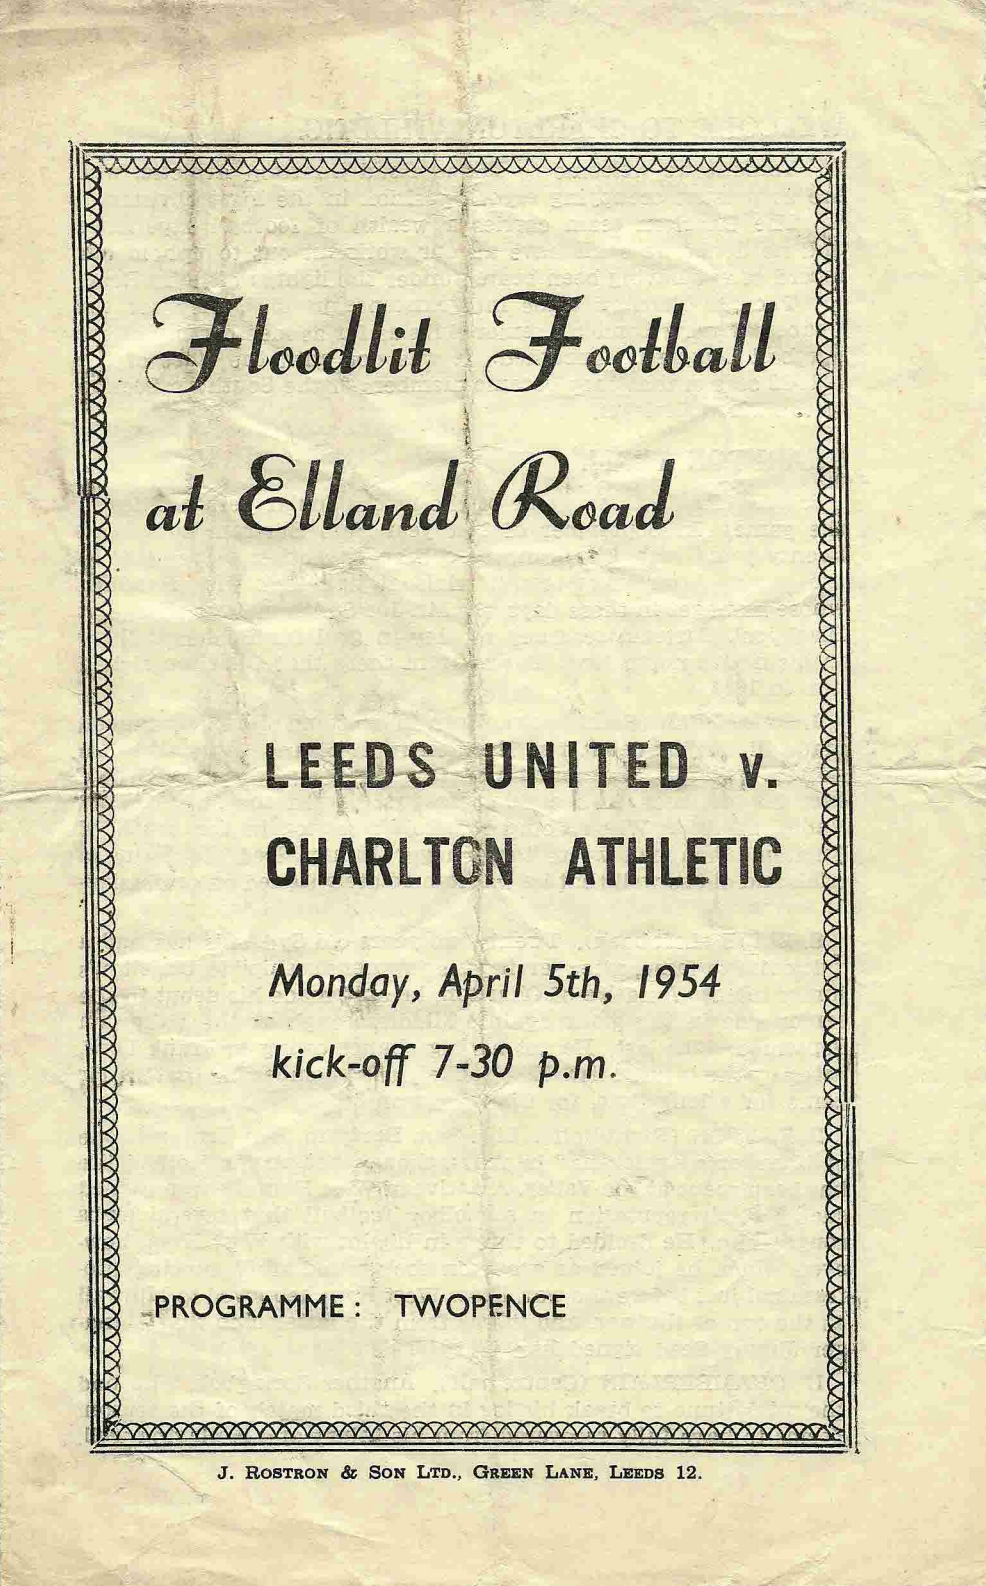 Floodlit Football
at Elland Road
LEEDS UNITED v.
CHARLTON ATHLETIC
Monday, April 5th, 1954
kick-off 7-30 p.m.
PROGRAMME: TWOPENCE
J. Rostron & Son Ltd., Green Lane, Leeds 12.